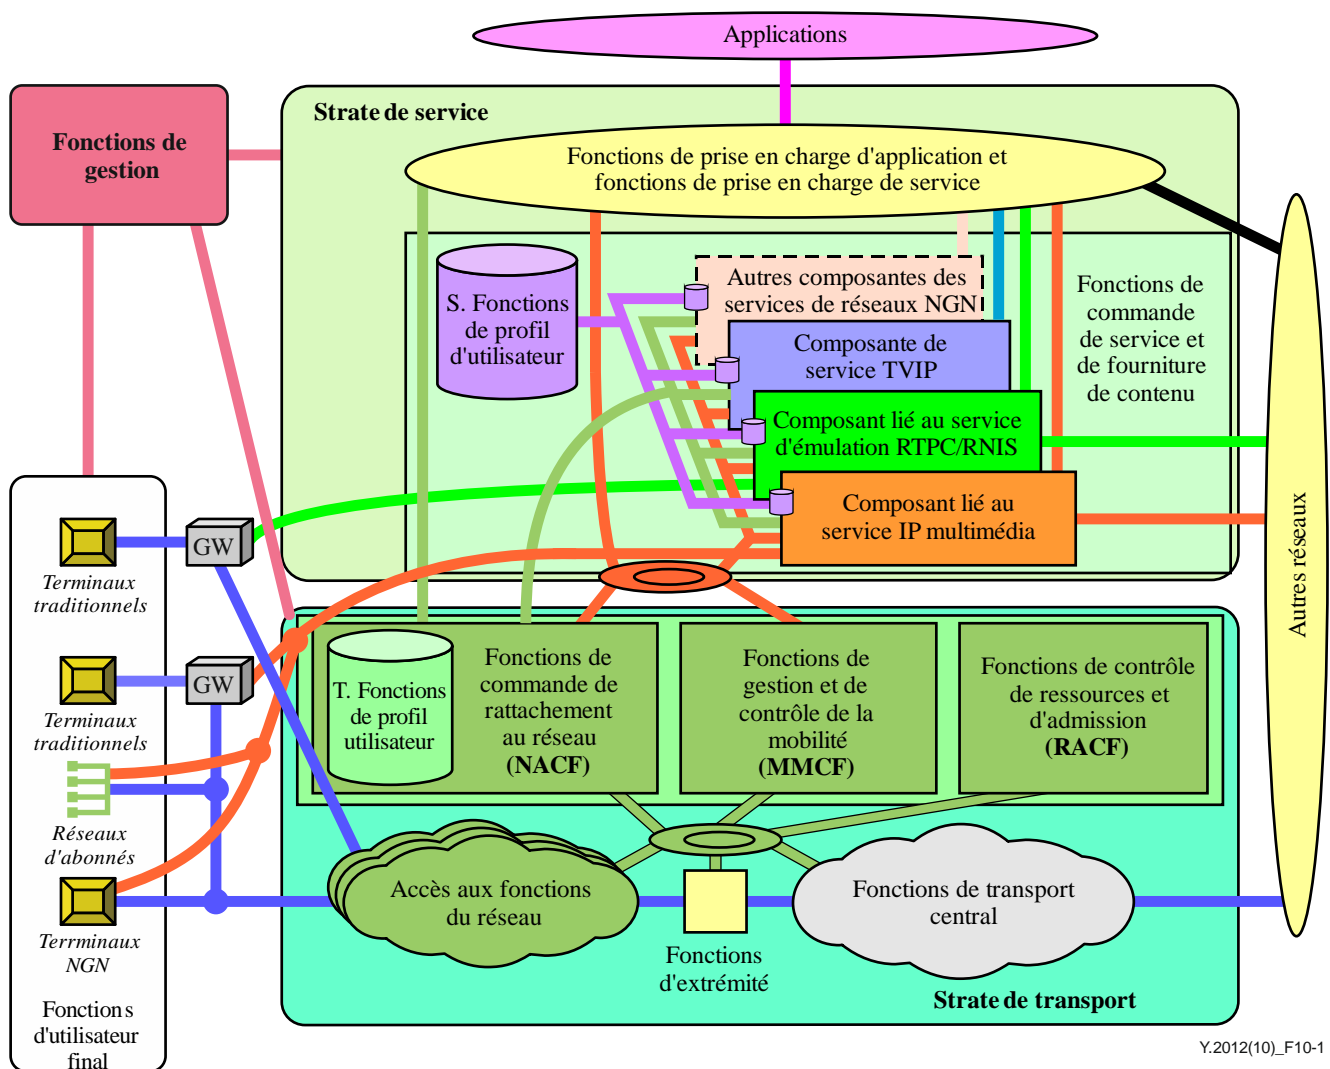 Applications
Strate de service
Fonctions de
gestion
Fonctions de prise en charge d'application et
fonctions de prise en charge de service
S. Fonctions
de profil
d'utilisateur
Autres composantes des
services de réseaux NGN
Composante de
service TVIP
Composant lié au service
d'émulation RTPC/RNIS
Composant lié au
service IP multimédia
Fonctions de
commande
de service et
de fourniture
de contenu
Autres réseaux
GW
Terminaux
traditionnels
GW
Terminaux
traditionnels
Réseaux
d'abonnés
Terrminaux
NGN
Fonctions
d'utilisateur
final
T. Fonctions
de profil
utilisateur
Fonctions de
commande de
rattachement
au réseau
(NACF)
Fonctions de
gestion et de
contrôle de la
mobilité
(MMCF)
Fonctions de contrôle
de ressources et
d'admission
(RACF)
Accès aux fonctions
du réseau
Fonctions
d'extrémité
Fonctions de transport
central
Strate de transport
Y.2012(10)_F10-1